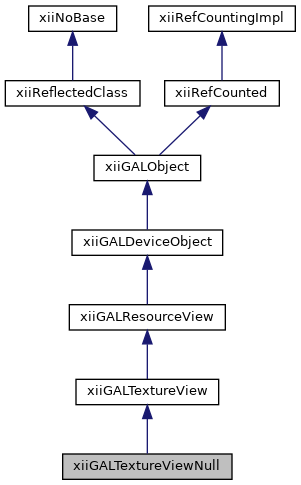 xiiNoBase
xiiRefCountingImpl
xiiReflectedClass
xiiRefCounted
xiiGALObject
xiiGALDeviceObject
xiiGALResourceView
xiiGALTextureView
xiiGALTextureViewNull